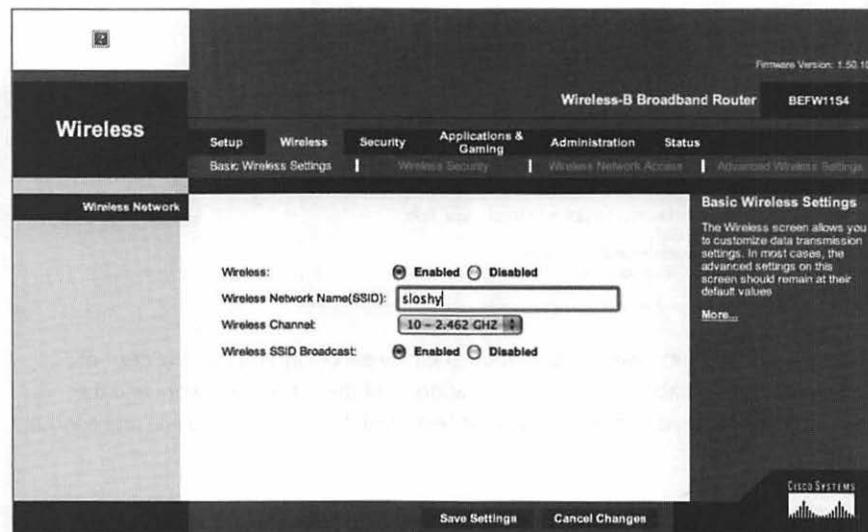 Firmware Version: 1.50.10
Wireless-B Broadband Router BEFW11S4
Wireless
Setup Wireless Security Applications & Gaming Administration Status
Basic Wireless Settings Wireless Security Wireless Network Access Advanced Wireless Settings
Wireless Network
Wireless: Enabled Disabled
Wireless Network Name(SSID): sloshy
Wireless Channel: 10 – 2.462 GHZ
Wireless SSID Broadcast: Enabled Disabled
Basic Wireless Settings
The Wireless screen allows you
to customize data transmission
settings. In most cases, the
advanced settings on this
screen should remain at their
default values
More...
CISCO SYSTEMS
Save Settings Cancel Changes